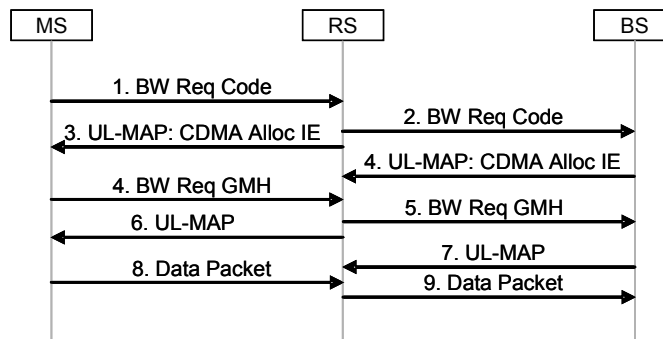 MS RS BS
1. BW Req Code
2. BW Req Code
3. UL-MAP: CDMA Alloc IE
4. UL-MAP: CDMA Alloc IE
4. BW Req GMH
5. BW Req GMH
6. UL-MAP
7. UL-MAP
8. Data Packet
9. Data Packet